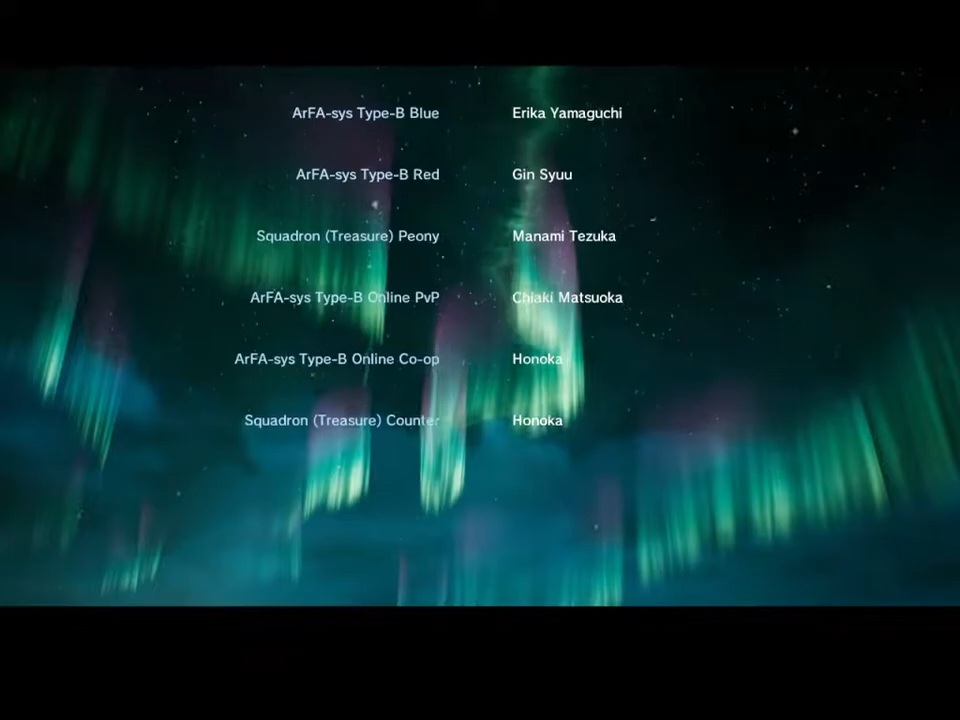 ArFA-sys Type-B Blue Erika Yamaguchi
ArFA-sys Type-B Red Gin Syuu
Squadron (Treasure) Peony Manami Tezuka
ArFA-sys Type-B Online PvP Chiaki Matsuoka
ArFA-sys Type-B Online Co-op Honoka
Squadron (Treasure) Counter Honoka